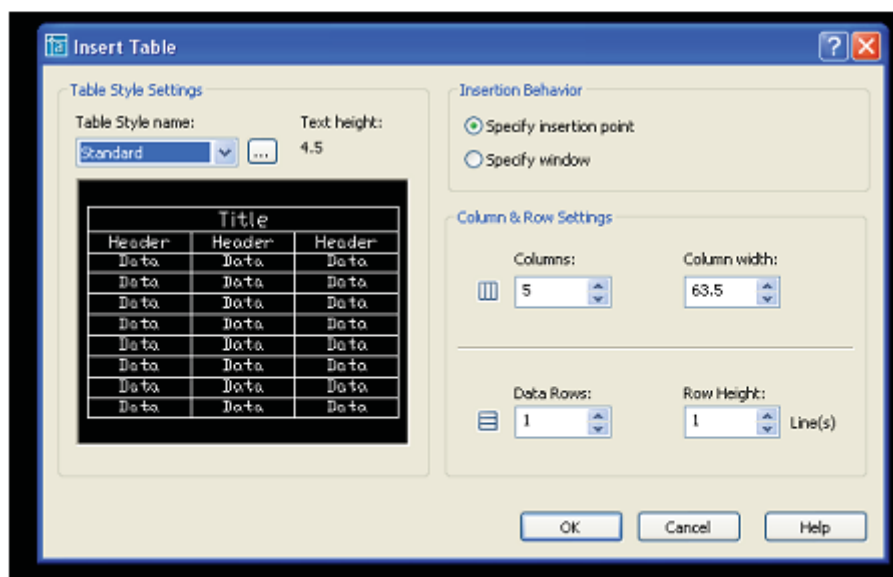 Insert Table
Table Style Settings
Table Style name:
Text height:
Standard
...
4.5
Title
Header Header Header
Data Data Data
Data Data Data
Data Data Data
Data Data Data
Data Data Data
Data Data Data
Data Data Data
Data Data Data
Insertion Behavior
Specify insertion point
Specify window
Column & Row Settings
Columns:
Column width:
5
63.5
Data Rows:
Row Height:
1
1
Line(s)
OK
Cancel
Help